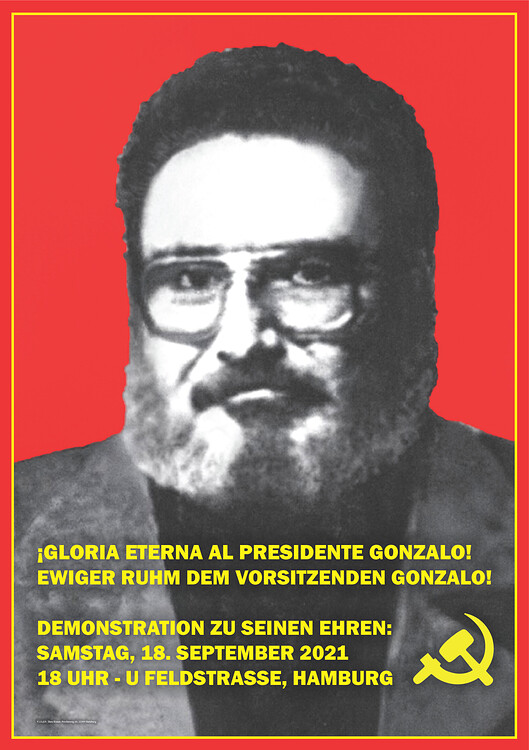 ¡GLORIA ETERNA AL PRESIDENTE GONZALO!
EWIGER RUHM DEM VORSITZENDEN GONZALO!
DEMONSTRATION ZU SEINEN EHREN:
SAMSTAG, 18. SEPTEMBER 2021
18 UHR - U FELDSTRASSE, HAMBURG